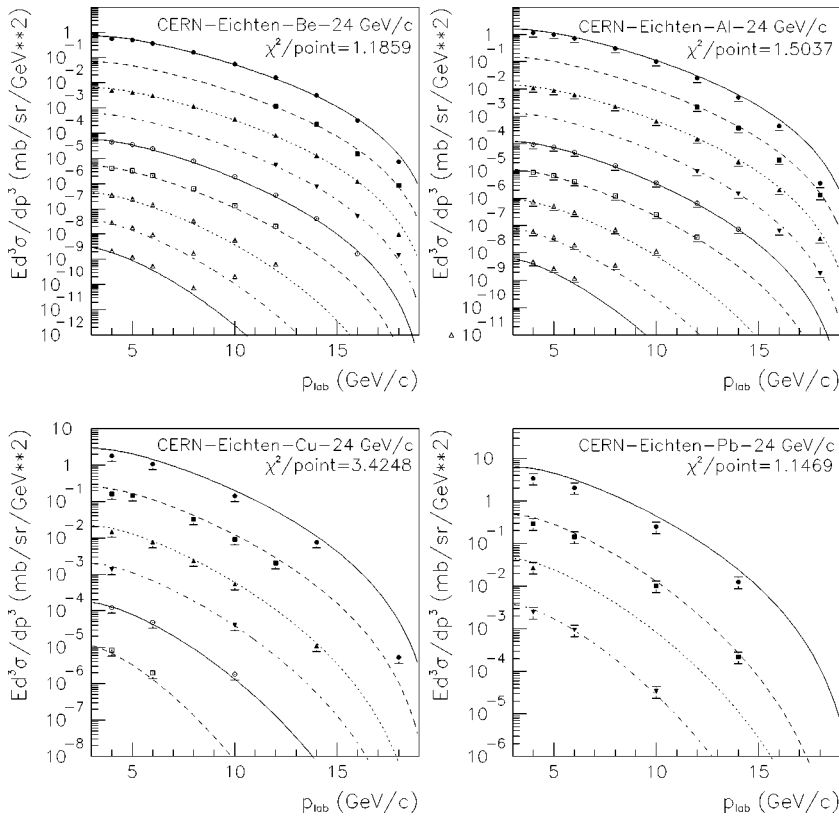 CERN−Eichten−Be−24 GeV/c
χ²/point=1.1859
Ed³σ/dp³ (mb/sr/GeV**2)
1
10⁻¹
10⁻²
10⁻³
10⁻⁴
10⁻⁵
10⁻⁶
10⁻⁷
10⁻⁸
10⁻⁹
10⁻¹⁰
10⁻¹¹
10⁻¹²
5 10 15
p_lab (GeV/c)
CERN−Eichten−Al−24 GeV/c
χ²/point=1.5037
Ed³σ/dp³ (mb/sr/GeV**2)
1
10⁻¹
10⁻²
10⁻³
10⁻⁴
10⁻⁵
10⁻⁶
10⁻⁷
10⁻⁸
10⁻⁹
10⁻¹⁰
10⁻¹¹
5 10 15
p_lab (GeV/c)
CERN−Eichten−Cu−24 GeV/c
χ²/point=3.4248
Ed³σ/dp³ (mb/sr/GeV**2)
10
1
10⁻¹
10⁻²
10⁻³
10⁻⁴
10⁻⁵
10⁻⁶
10⁻⁷
10⁻⁸
5 10 15
p_lab (GeV/c)
CERN−Eichten−Pb−24 GeV/c
χ²/point=1.1469
Ed³σ/dp³ (mb/sr/GeV**2)
10
1
10⁻¹
10⁻²
10⁻³
10⁻⁴
10⁻⁵
10⁻⁶
5 10 15
p_lab (GeV/c)